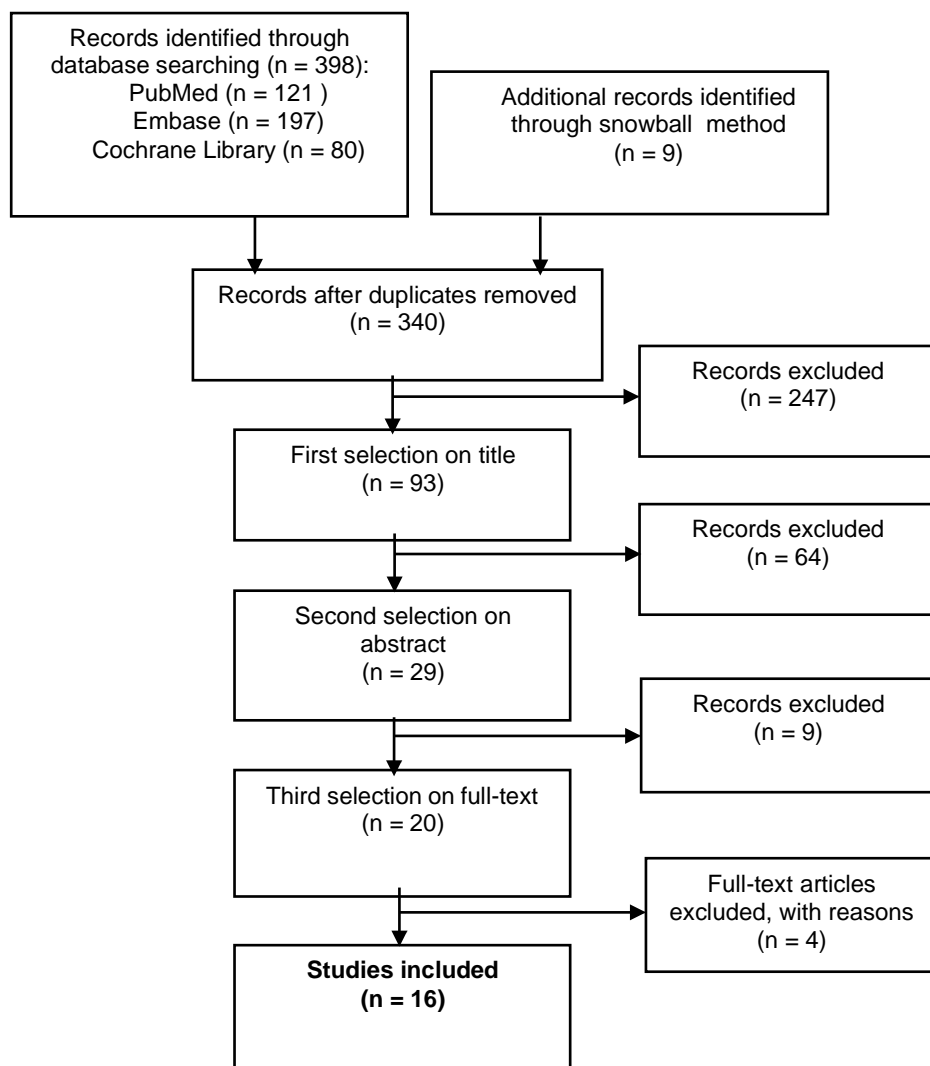 Records identified through
database searching (n = 398):
PubMed (n = 121 )
Embase (n = 197)
Cochrane Library (n = 80)
Additional records identified
through snowball method
(n = 9)
Records after duplicates removed
(n = 340)
Records excluded
(n = 247)
First selection on title
(n = 93)
Records excluded
(n = 64)
Second selection on
abstract
(n = 29)
Records excluded
(n = 9)
Third selection on full-text
(n = 20)
Full-text articles
excluded, with reasons
(n = 4)
Studies included
(n = 16)